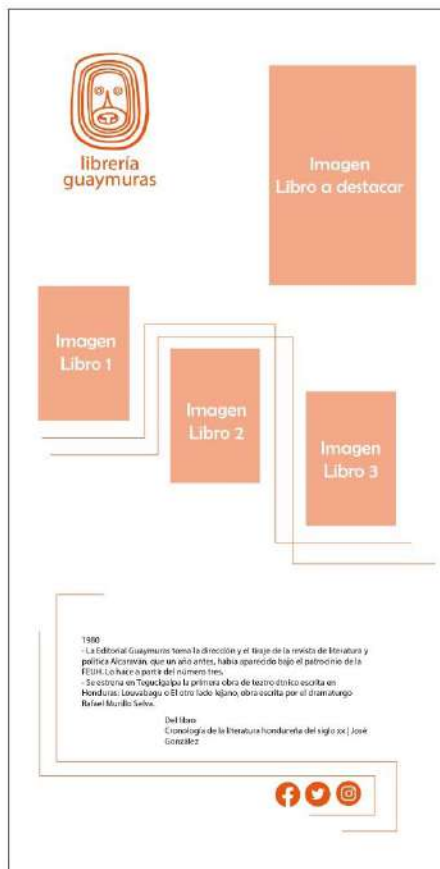 librería
guaymuras
Imagen
Libro a destacar
Imagen
Libro 1
Imagen
Libro 2
Imagen
Libro 3
1980
- La Editorial Guaymuras toma la dirección y el tiraje de la revista de literatura y
política Alcaraván, que un año antes, había aparecido bajo el patrocinio de la
FEUH. Lo hace a partir del número tres.
- Se estrena en Tegucigalpa la primera obra de teatro étnico escrita en
Honduras: Louvabagu o El otro lado lejano, obra escrita por el dramaturgo
Rafael Murillo Selva.
Del libro
Cronología de la literatura hondureña del siglo xx | José
González